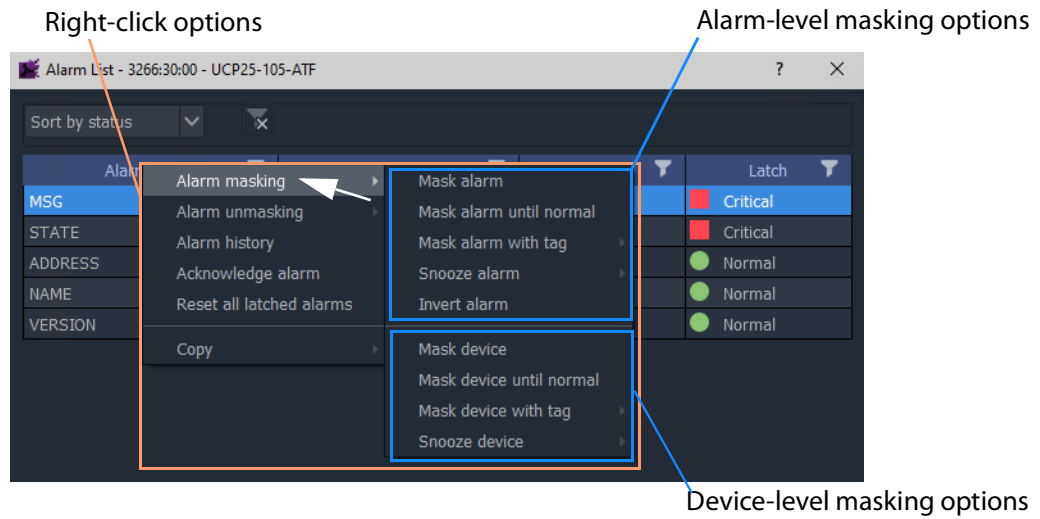 Right-click options
Alarm-level masking options
Alarm List - 3266:30:00 - UCP25-105-ATF
?
Sort by status
Latch
Alarm masking
Mask alarm
MSG
Critical
Alarm unmasking
Mask alarm until normal
STATE
Critical
Alarm history
Mask alarm with tag
ADDRESS
Normal
Acknowledge alarm
Snooze alarm
NAME
Normal
Reset all latched alarms
Invert alarm
VERSION
Normal
Copy
Mask device
Mask device until normal
Mask device with tag
Snooze device
Device-level masking options